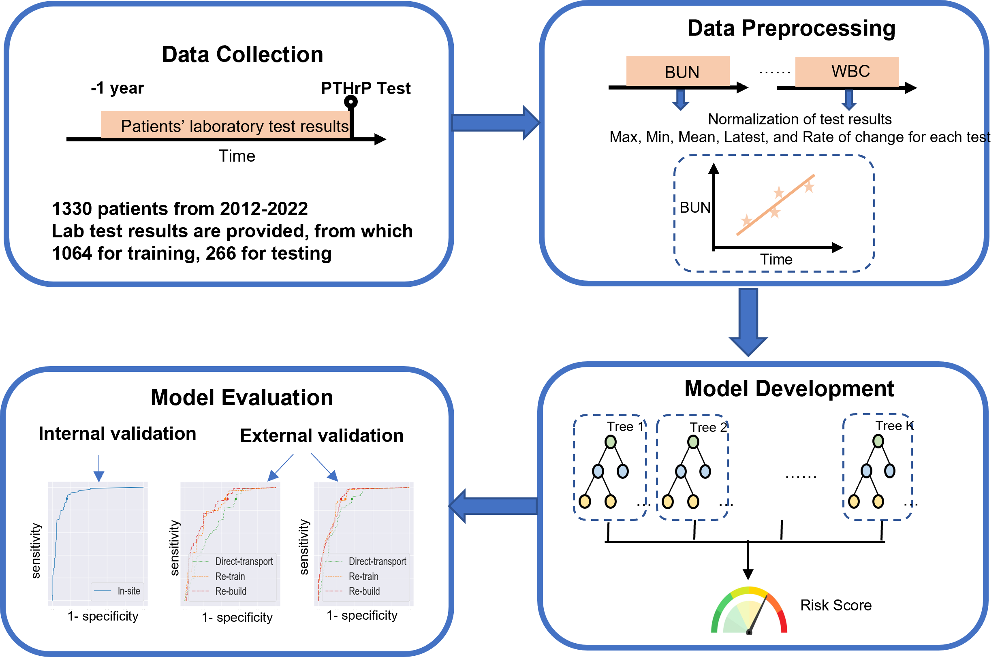 Data Collection
-1 year
PTHrP Test
Patients’ laboratory test results
Time
1330 patients from 2012-2022
Lab test results are provided, from which
1064 for training, 266 for testing
Data Preprocessing
BUN
......
WBC
Normalization of test results
Max, Min, Mean, Latest, and Rate of change for each test
BUN
Time
Model Development
Tree 1
Tree 2
Tree K
......
...
...
...
Risk Score
Model Evaluation
Internal validation
External validation
sensitivity
In-site
1- specificity
sensitivity
Direct-transport
Re-train
Re-build
1- specificity
sensitivity
Direct-transport
Re-train
Re-build
1- specificity